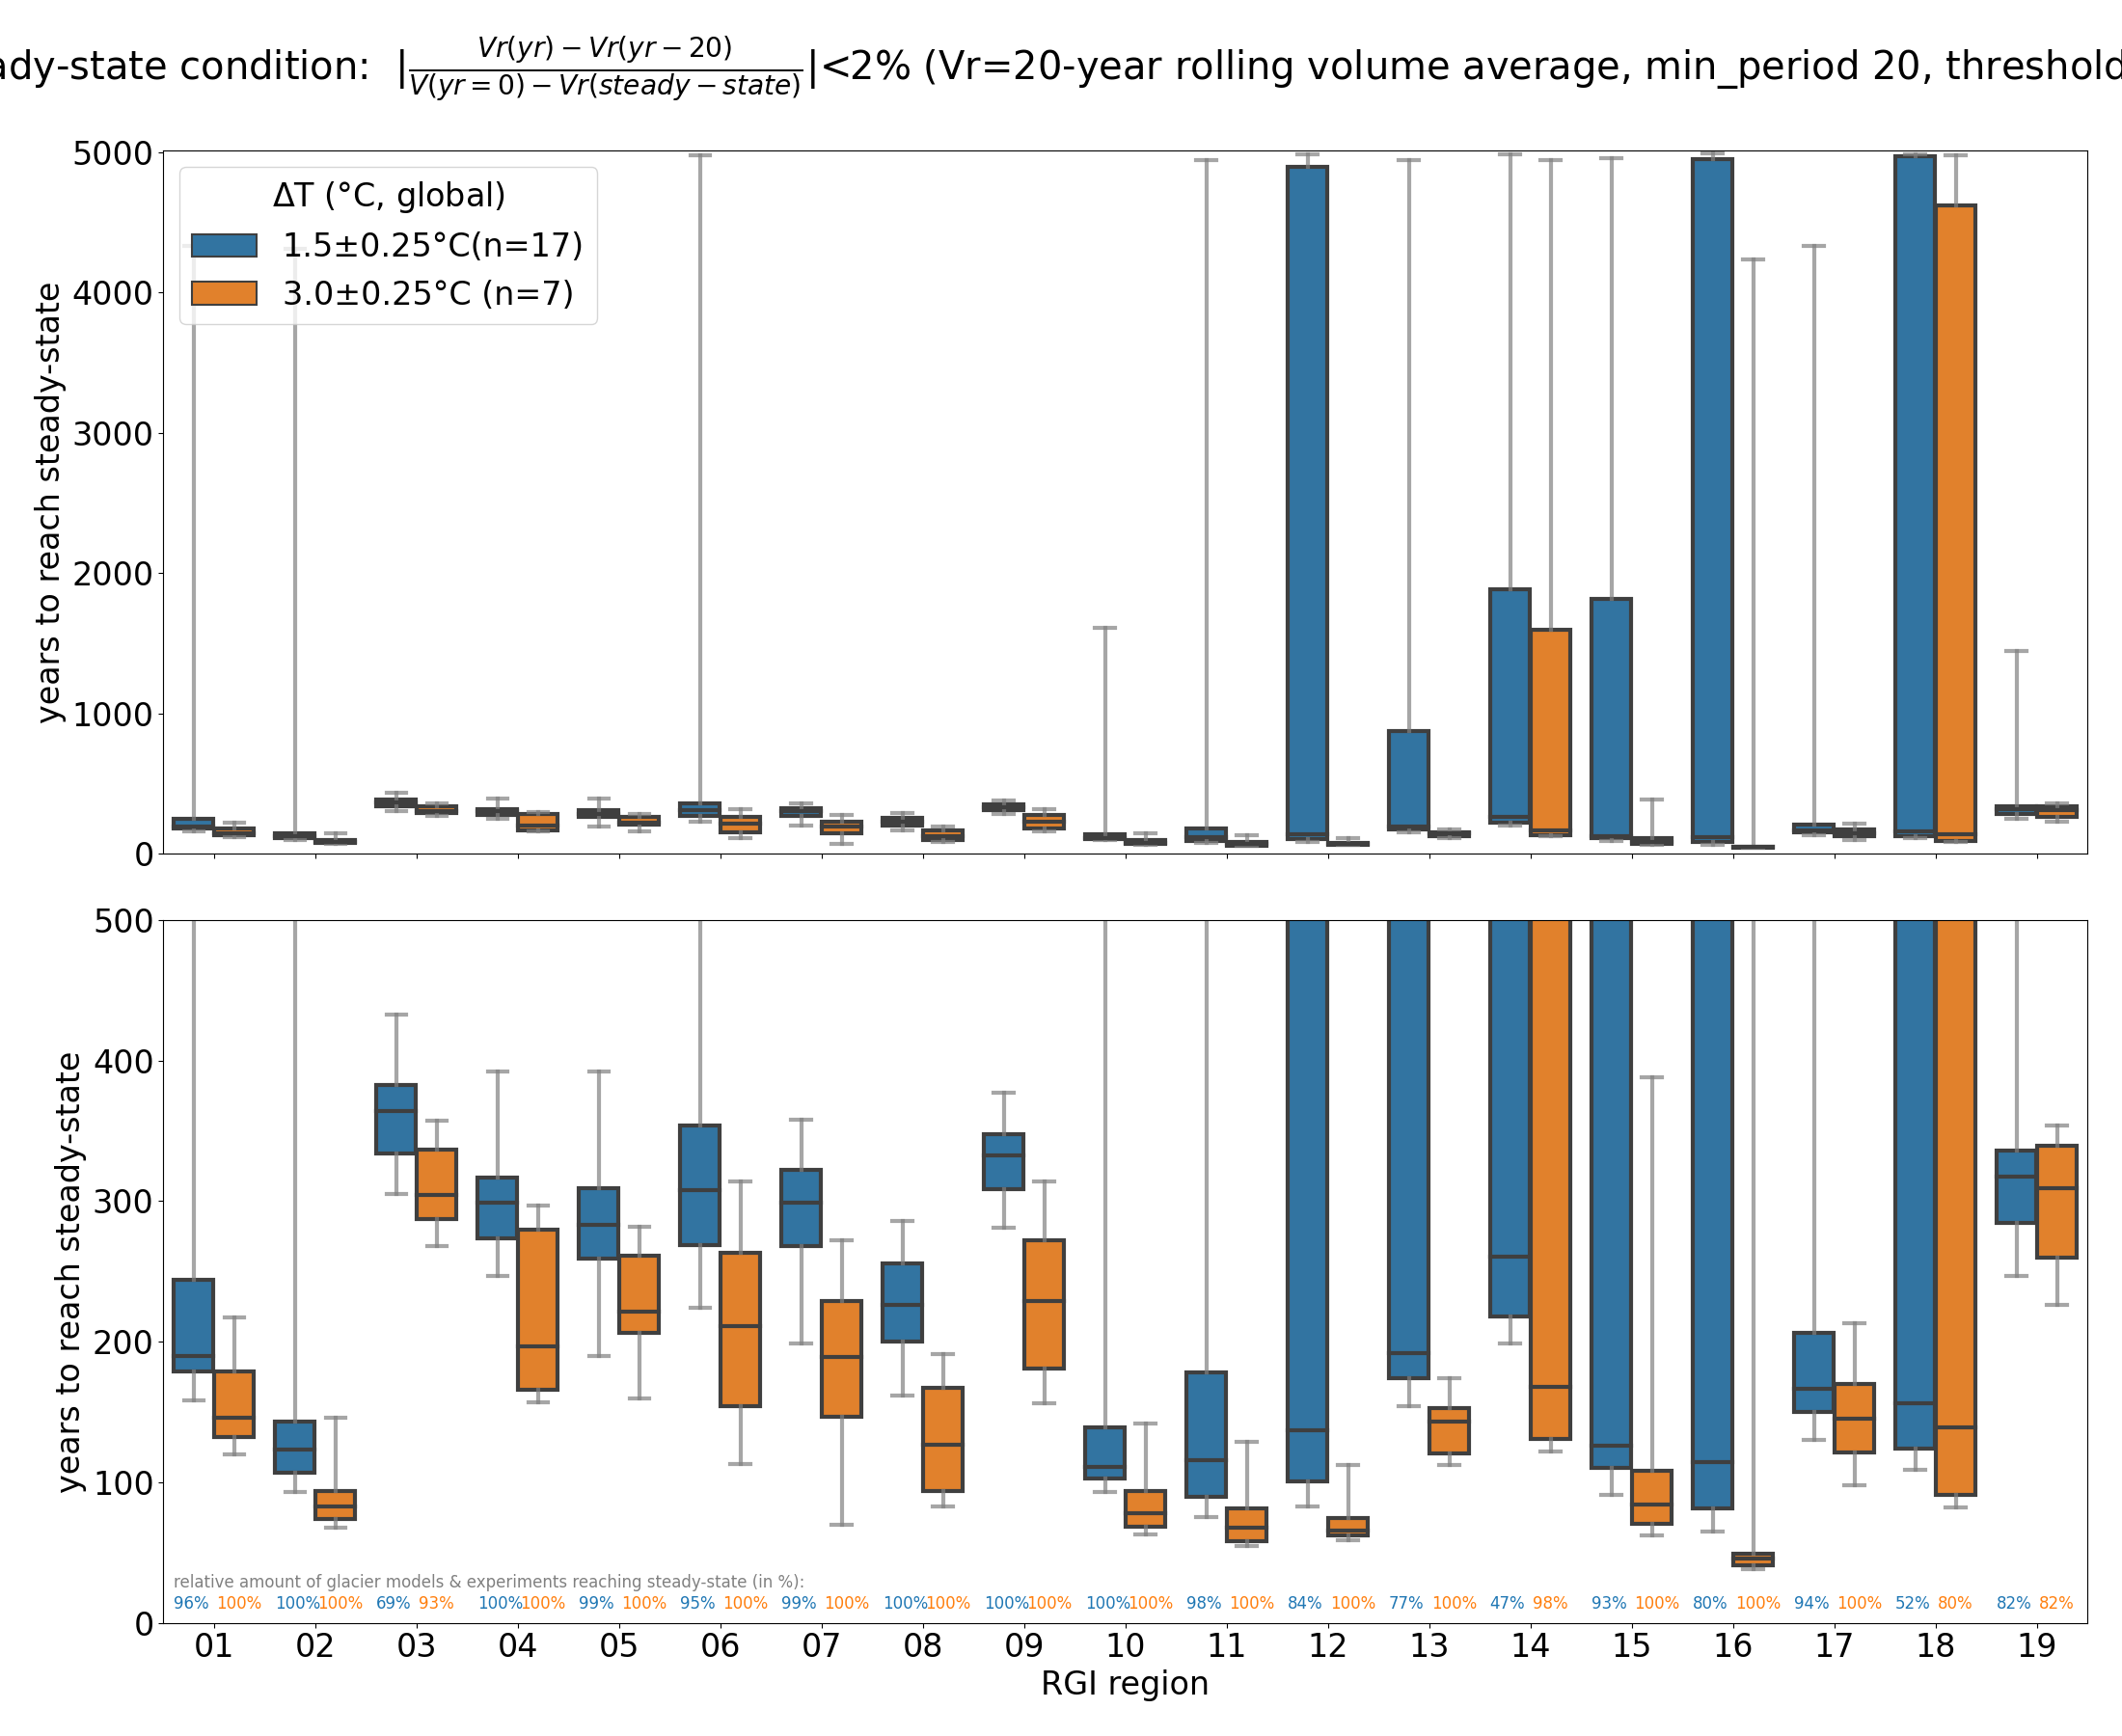 ady-state condition: |Vr(yr) − Vr(yr − 20) / V(yr = 0) − Vr(steady − state)|<2% (Vr=20-year rolling volume average, min_period 20, threshold
5000
4000
3000
2000
1000
0
years to reach steady-state
ΔT (°C, global)
1.5±0.25°C(n=17)
3.0±0.25°C (n=7)
500
400
300
200
100
0
years to reach steady-state
relative amount of glacier models & experiments reaching steady-state (in %):
96% 100% 100% 100% 69% 93% 100% 100% 99% 100% 95% 100% 99% 100% 100% 100% 100% 100% 100% 100% 98% 100% 84% 100% 77% 100% 47% 98% 93% 100% 80% 100% 94% 100% 52% 80% 82% 82%
01 02 03 04 05 06 07 08 09 10 11 12 13 14 15 16 17 18 19
RGI region